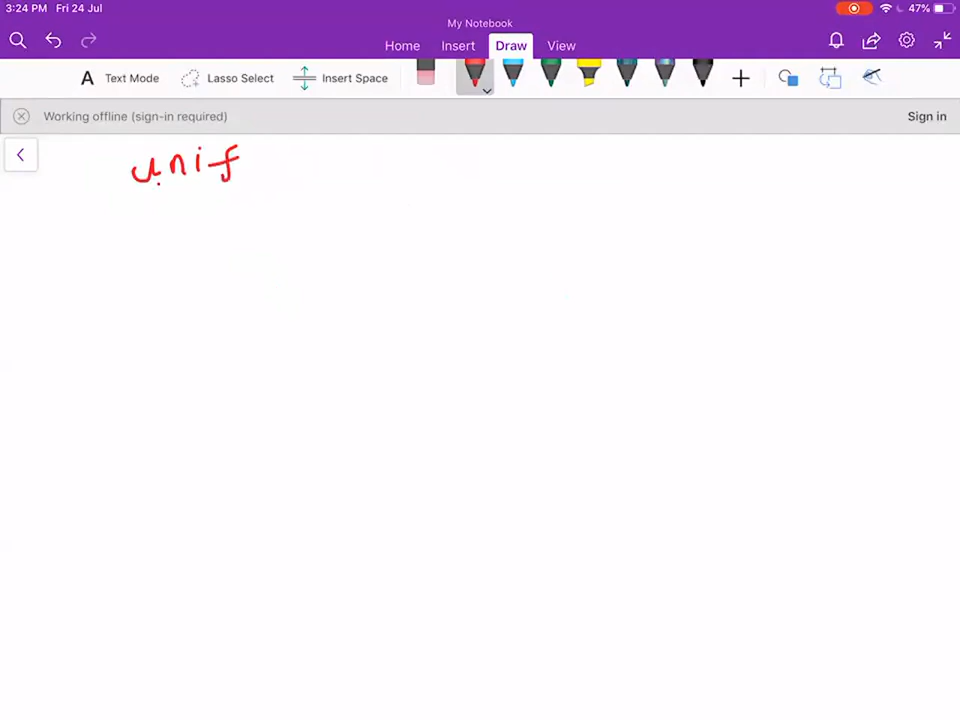 3:24 PM Fri 24 Jul 47%
My Notebook
Home Insert Draw View
A Text Mode Lasso Select Insert Space
Working offline (sign-in required) Sign in
unif